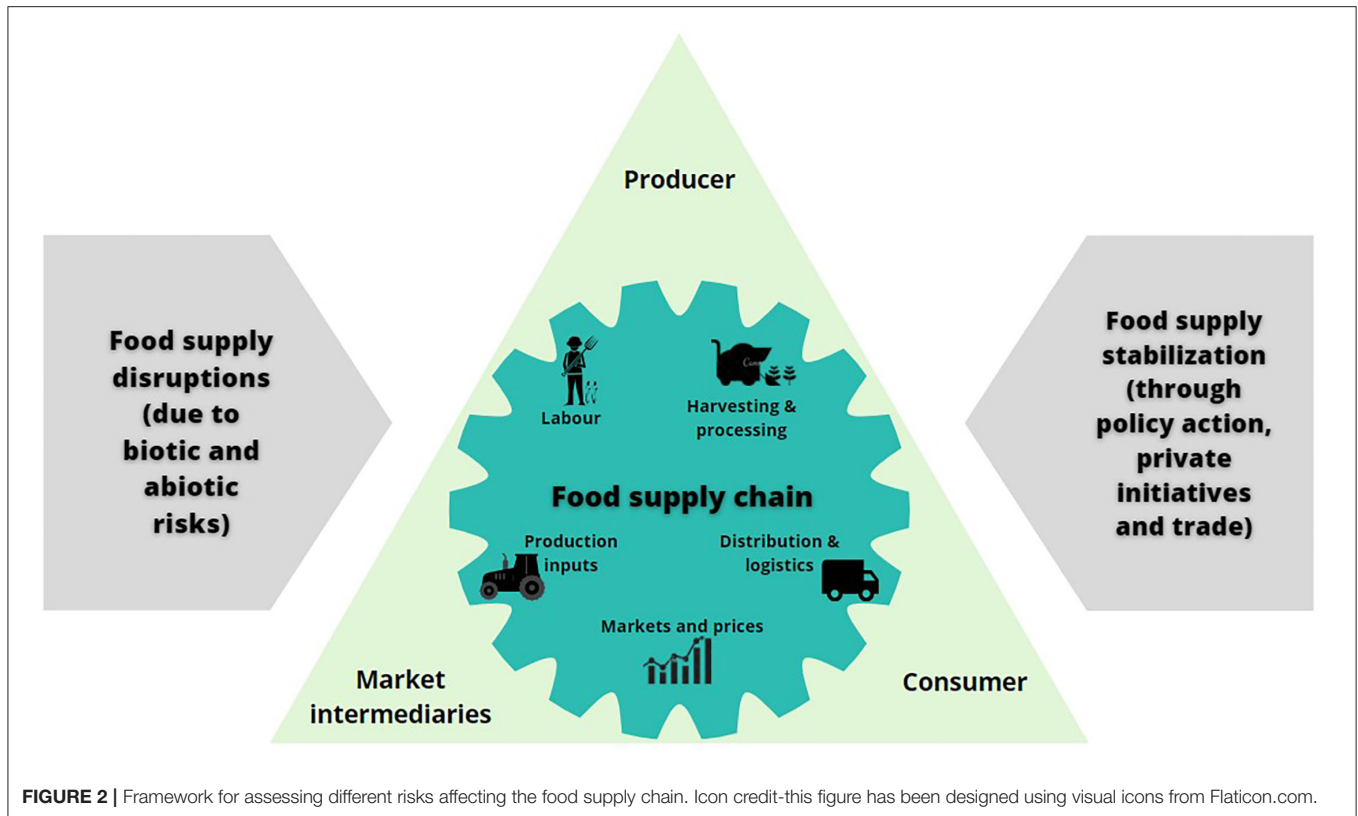 Producer
Food supply
disruptions
(due to
biotic and
abiotic
risks)
Labour
Harvesting &
processing
Food supply chain
Production
inputs
Distribution &
logistics
Markets and prices
Market
intermediaries
Consumer
Food supply
stabilization
(through
policy action,
private
initiatives
and trade)
FIGURE 2 | Framework for assessing different risks affecting the food supply chain. Icon credit-this figure has been designed using visual icons from Flaticon.com.